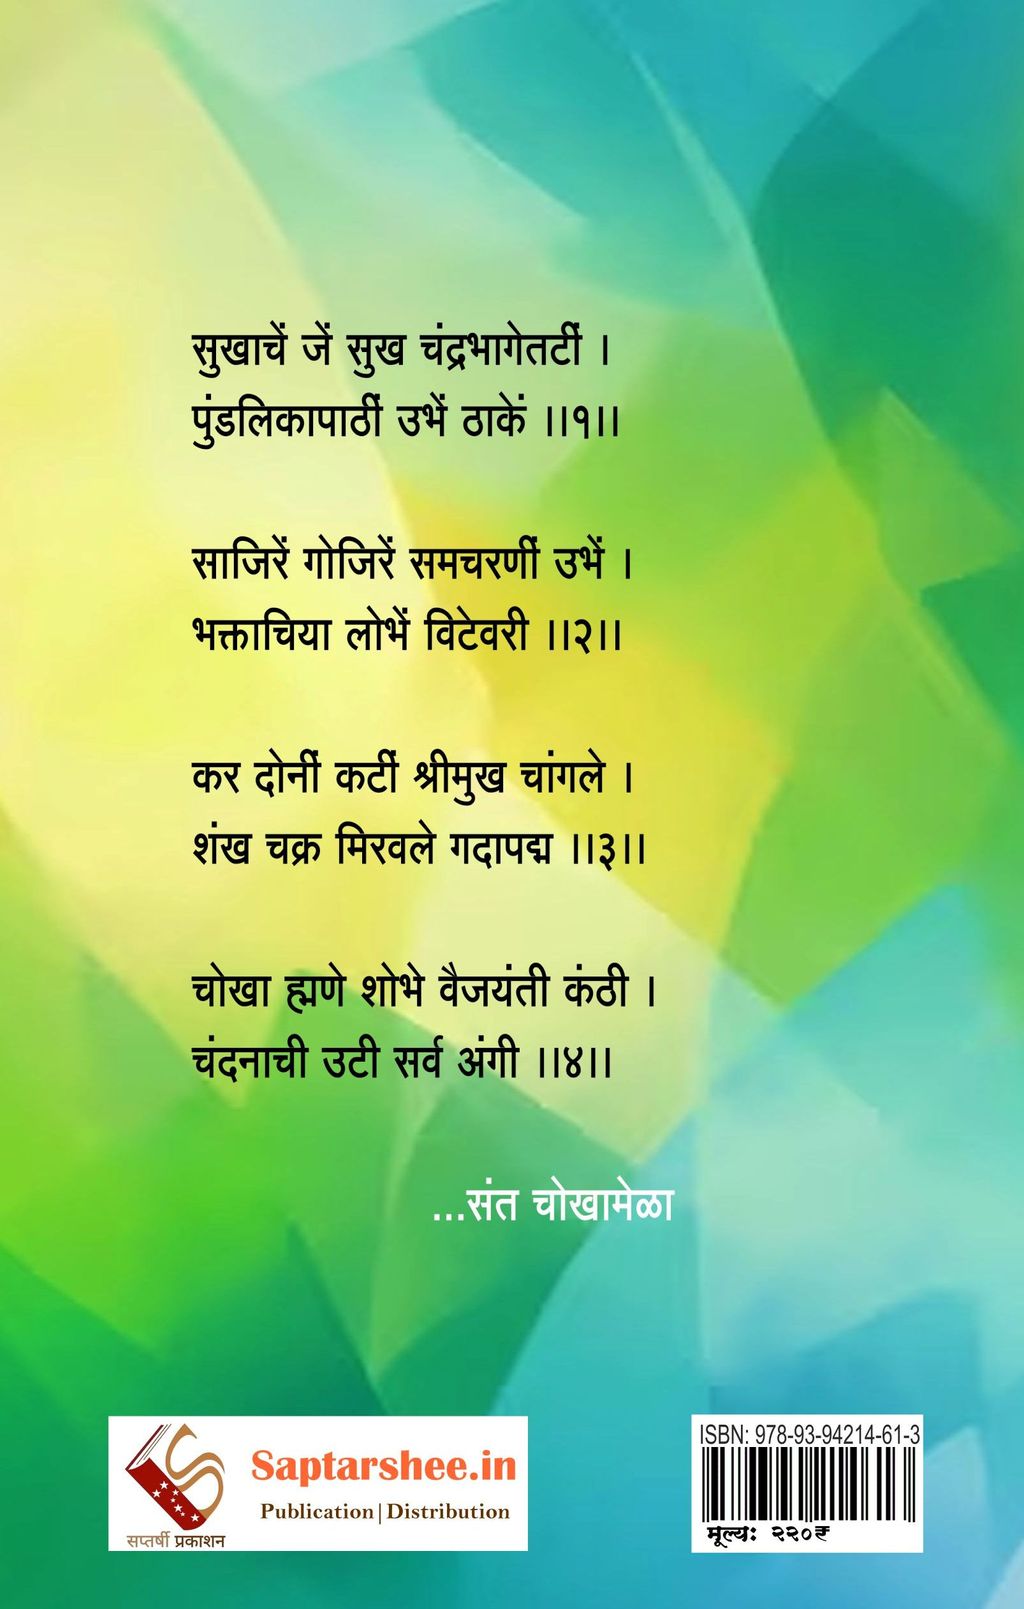 सुखाचें जें सुख चंद्रभागेतटीं ।
पुंडलिकापाठीं उभें ठाकें ।।१।।
साजिरें गोजिरें समचरणीं उभें ।
भक्ताचिया लोभें विटेवरी ।।२।।
कर दोनीं कटीं श्रीमुख चांगले ।
शंख चक्र मिरवले गदापद्म ।।३।।
चोखा ह्मणे शोभे वैजयंती कंठी ।
चंदनाची उटी सर्व अंगी ।।४।।
...संत चोखामेळा
Saptarshee.in
Publication|Distribution
सप्तर्षी प्रकाशन
ISBN: 978-93-94214-61-3
मूल्य: २२०₹